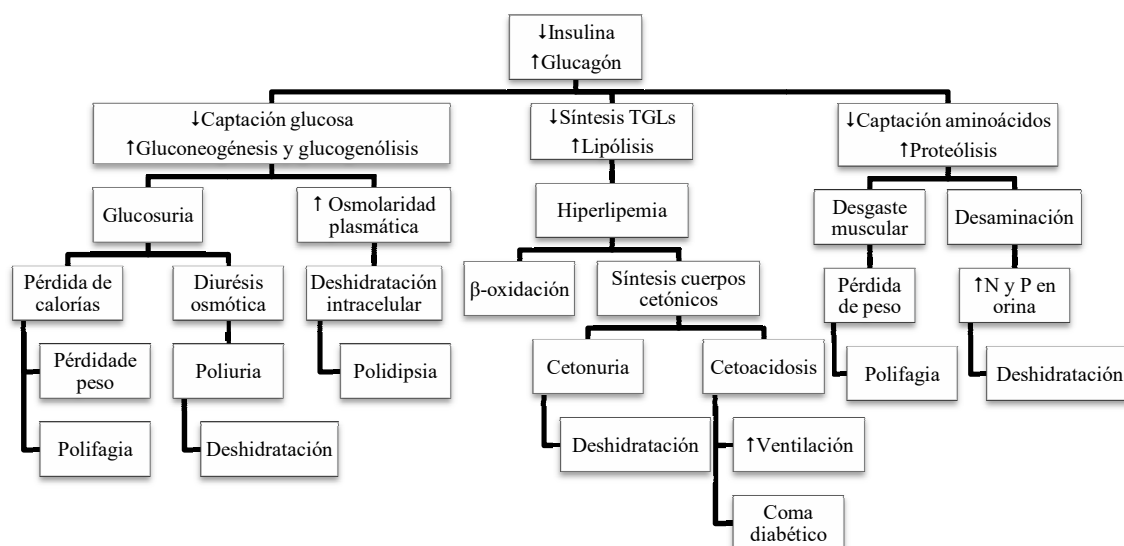 ↓Insulina
↑Glucagón
↓Captación glucosa
↑Gluconeogénesis y glucogenólisis
↓Síntesis TGLs
↑Lipólisis
↓Captación aminoácidos
↑Proteólisis
Glucosuria
↑ Osmolaridad
plasmática
Hiperlipemia
Desgaste
muscular
Desaminación
Pérdida de
calorías
Diurésis
osmótica
Deshidratación
intracelular
β-oxidación
Síntesis cuerpos
cetónicos
Pérdida
de peso
↑N y P en
orina
Pérdidade
peso
Poliuria
Polidipsia
Cetonuria
Cetoacidosis
Polifagia
Deshidratación
Polifagia
Deshidratación
Deshidratación
↑Ventilación
Coma
diabético